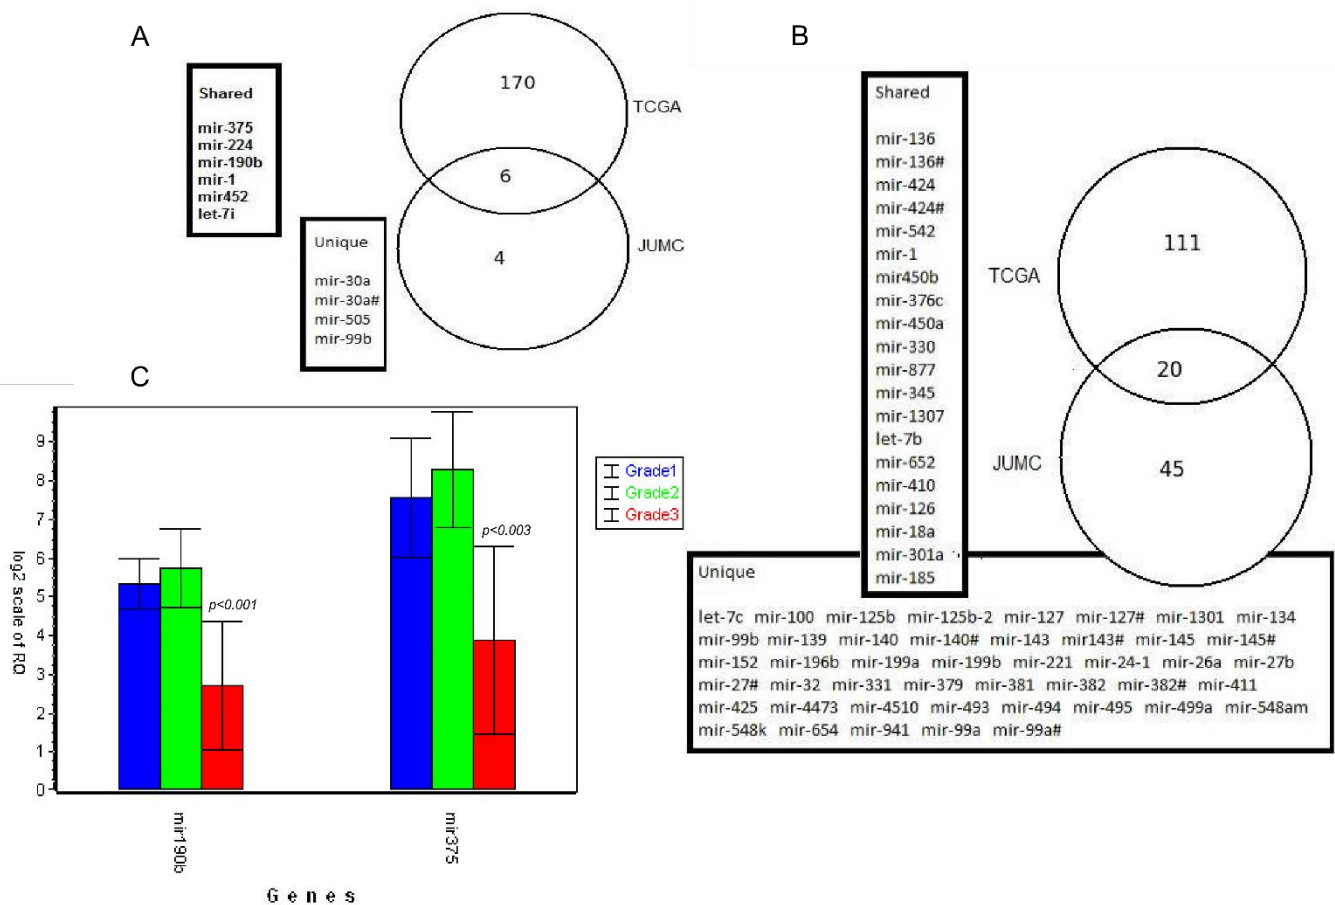 A
Shared
mir-375
mir-224
mir-190b
mir-1
mir452
let-7i
170
TCGA
6
JUMC
4
Unique
mir-30a
mir-30a#
mir-505
mir-99b
B
Shared
mir-136
mir-136#
mir-424
mir-424#
mir-542
mir-1
mir450b
mir-376c
mir-450a
mir-330
mir-877
mir-345
mir-1307
let-7b
mir-652
mir-410
mir-126
mir-18a
mir-301a
mir-185
111
TCGA
20
JUMC
45
Unique
let-7c mir-100 mir-125b mir-125b-2 mir-127 mir-127# mir-1301 mir-134
mir-99b mir-139 mir-140 mir-140# mir-143 mir143# mir-145 mir-145#
mir-152 mir-196b mir-199a mir-199b mir-221 mir-24-1 mir-26a mir-27b
mir-27# mir-32 mir-331 mir-379 mir-381 mir-382 mir-382# mir-411
mir-425 mir-4473 mir-4510 mir-493 mir-494 mir-495 mir-499a mir-548am
mir-548k mir-654 mir-941 mir-99a mir-99a#
C
9
8
7
6
5
4
3
2
1
0
log2 scale of RQ
p<0.001
p<0.003
Grade1
Grade2
Grade3
mir190b
mir375
Genes